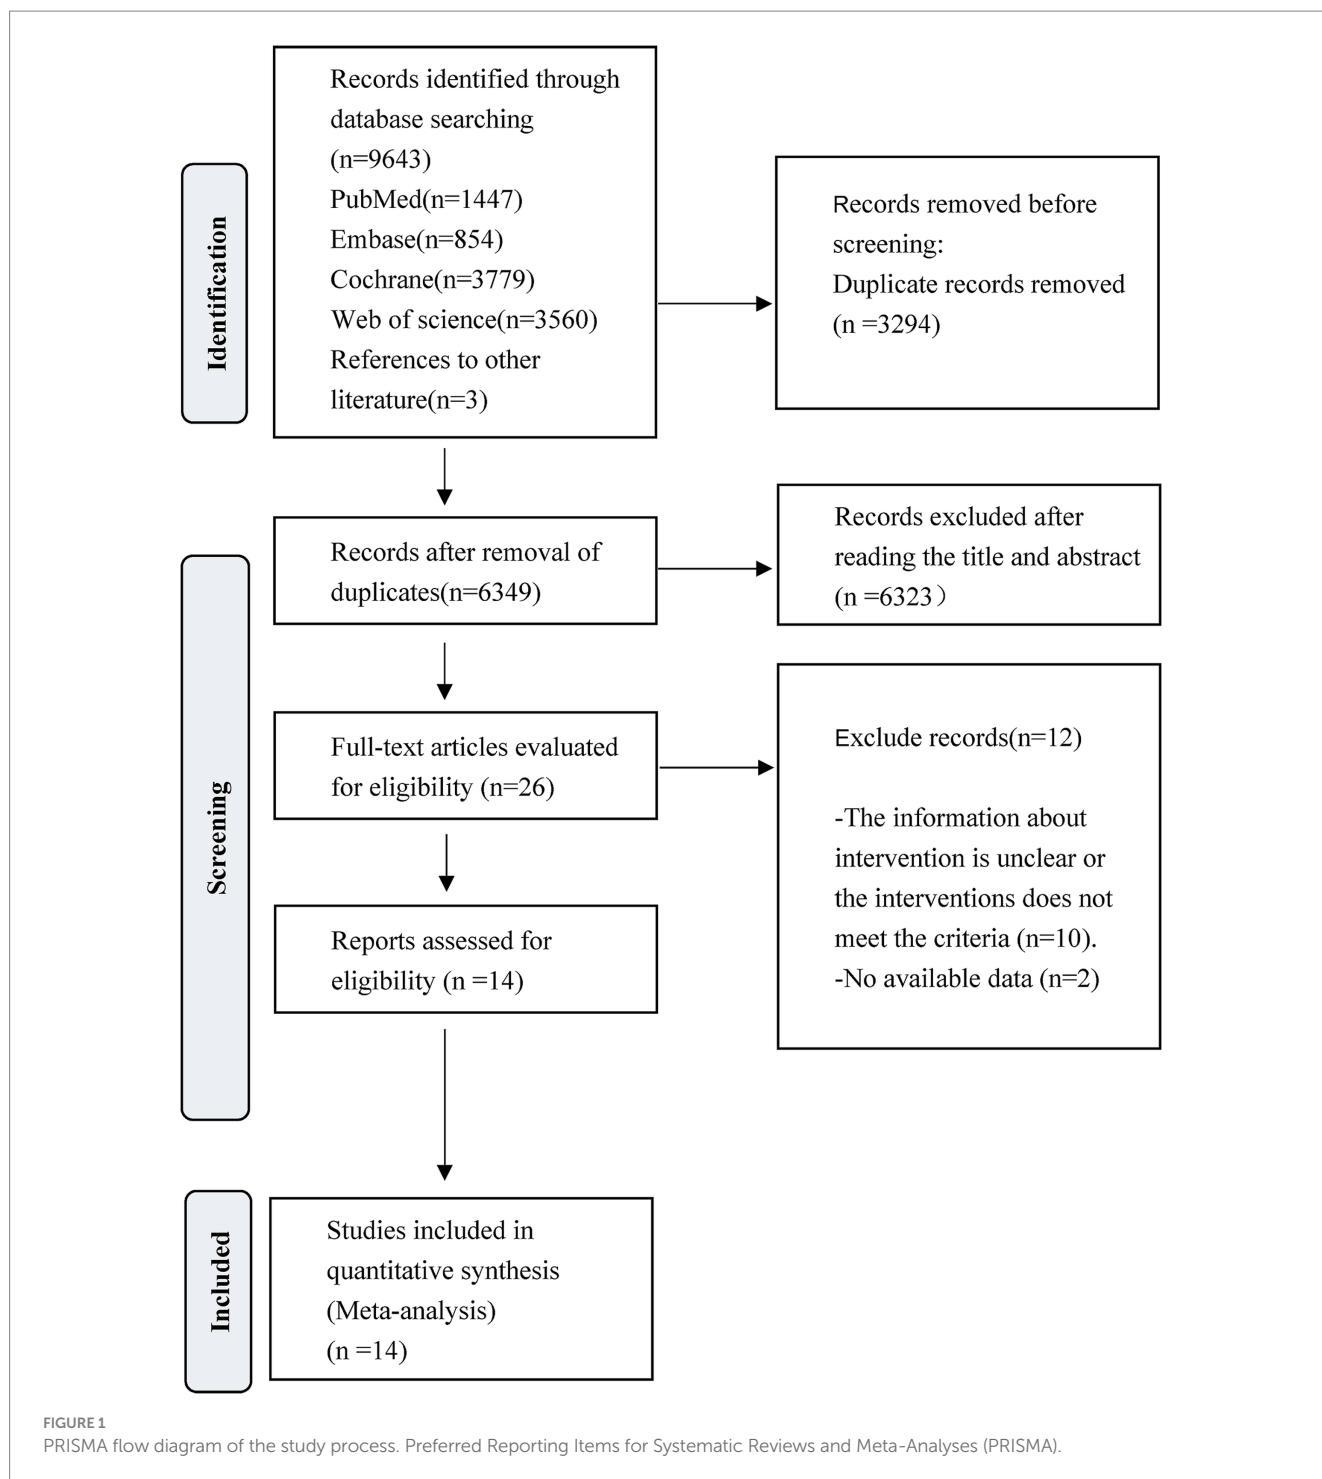 Identification
Records identified through
database searching
(n=9643)
PubMed(n=1447)
Embase(n=854)
Cochrane(n=3779)
Web of science(n=3560)
References to other
literature(n=3)
Records removed before
screening:
Duplicate records removed
(n =3294)
Screening
Records after removal of
duplicates(n=6349)
Records excluded after
reading the title and abstract
(n =6323）
Full-text articles evaluated
for eligibility (n=26)
Exclude records(n=12)
-The information about
intervention is unclear or
the interventions does not
meet the criteria (n=10).
-No available data (n=2)
Reports assessed for
eligibility (n =14)
Included
Studies included in
quantitative synthesis
(Meta-analysis)
(n =14)
FIGURE 1
PRISMA flow diagram of the study process. Preferred Reporting Items for Systematic Reviews and Meta-Analyses (PRISMA).